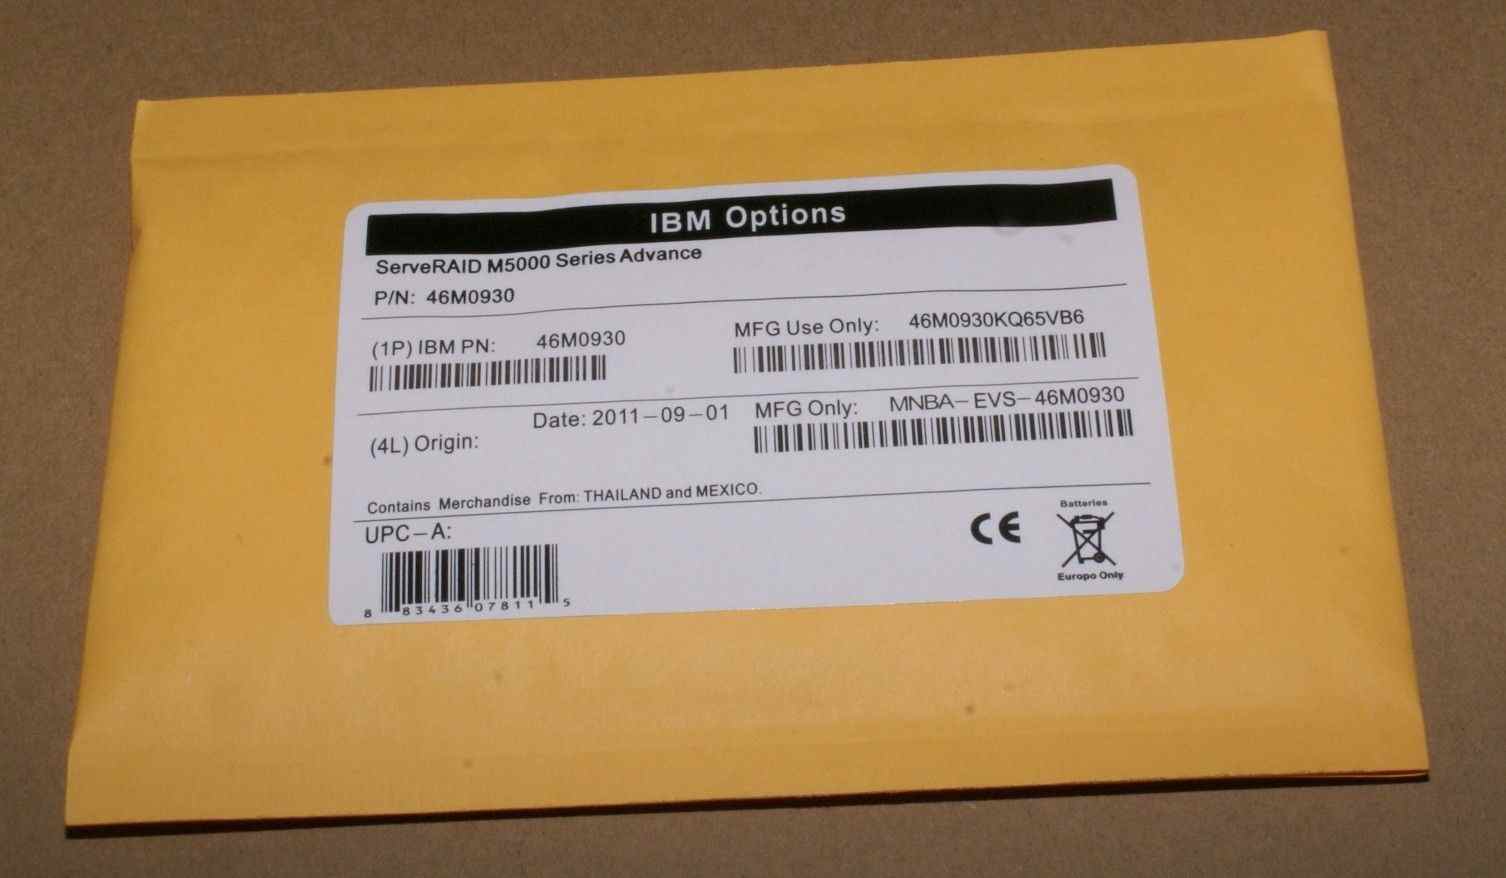 IBM Options
ServeRAID M5000 Series Advance
P/N: 46M0930
(1P) IBM PN: 46M0930
MFG Use Only: 46M0930KQ65VB6
Date: 2011-09-01
MFG Only: MNBA-EVS-46M0930
(4L) Origin:
Contains Merchandise From: THAILAND and MEXICO.
UPC-A:
8 83436 07811 5
CE
Batteries
Europo Only